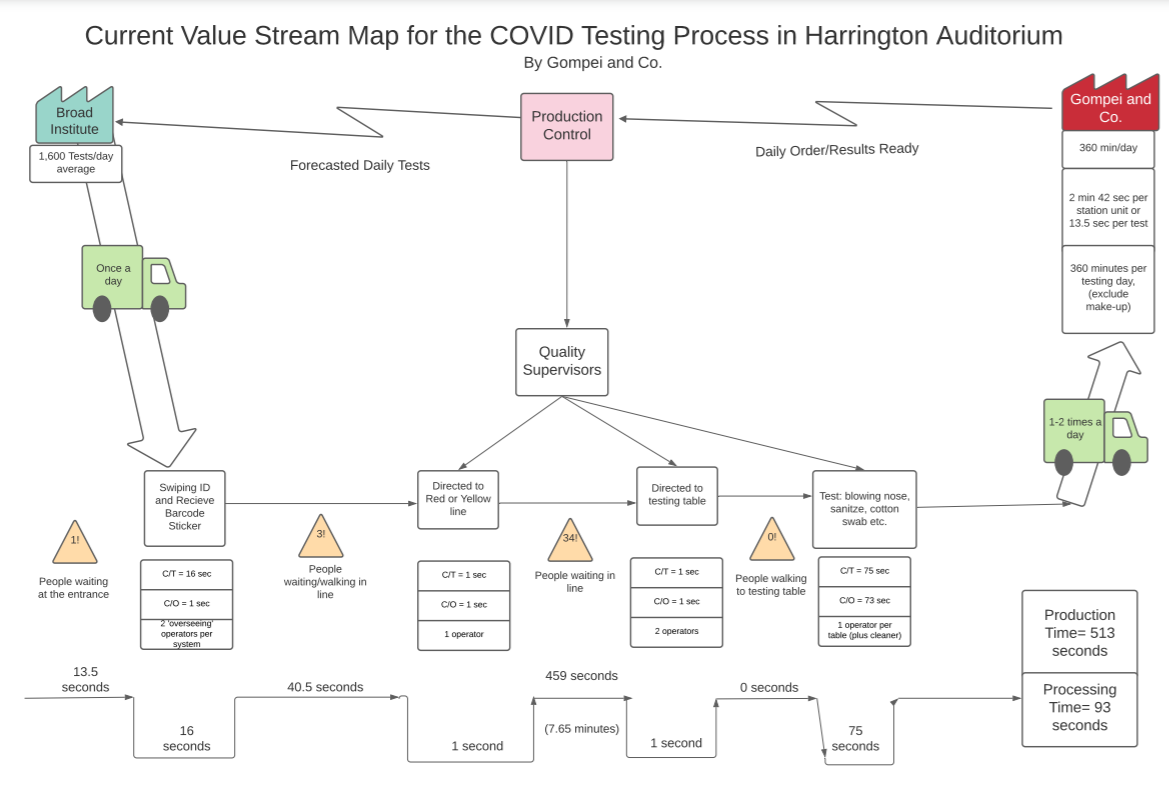 Current Value Stream Map for the COVID Testing Process in Harrington Auditorium
By Gompei and Co.
Broad
Institute
1,600 Tests/day
average
Production
Control
Gompei and
Co.
Forecasted Daily Tests
Daily Order/Results Ready
360 min/day
2 min 42 sec per
station unit or
13.5 sec per test
360 minutes per
testing day,
(exclude
make-up)
Once a
day
Quality
Supervisors
1-2 times a
day
Swiping ID
and Recieve
Barcode
Sticker
Directed to
Red or Yellow
line
Directed to
testing table
Test: blowing nose,
sanitze, cotton
swab etc.
1!
People waiting
at the entrance
3!
People
waiting/walking in
line
34!
People waiting in
line
0!
People walking
to testing table
C/T = 16 sec
C/O = 1 sec
2 'overseeing'
operators per
system
C/T = 1 sec
C/O = 1 sec
1 operator
C/T = 1 sec
C/O = 1 sec
2 operators
C/T = 75 sec
C/O = 73 sec
1 operator per
table (plus cleaner)
Production
Time= 513
seconds
Processing
Time= 93
seconds
13.5
seconds
16
seconds
40.5 seconds
1 second
459 seconds
(7.65 minutes)
1 second
0 seconds
75
seconds